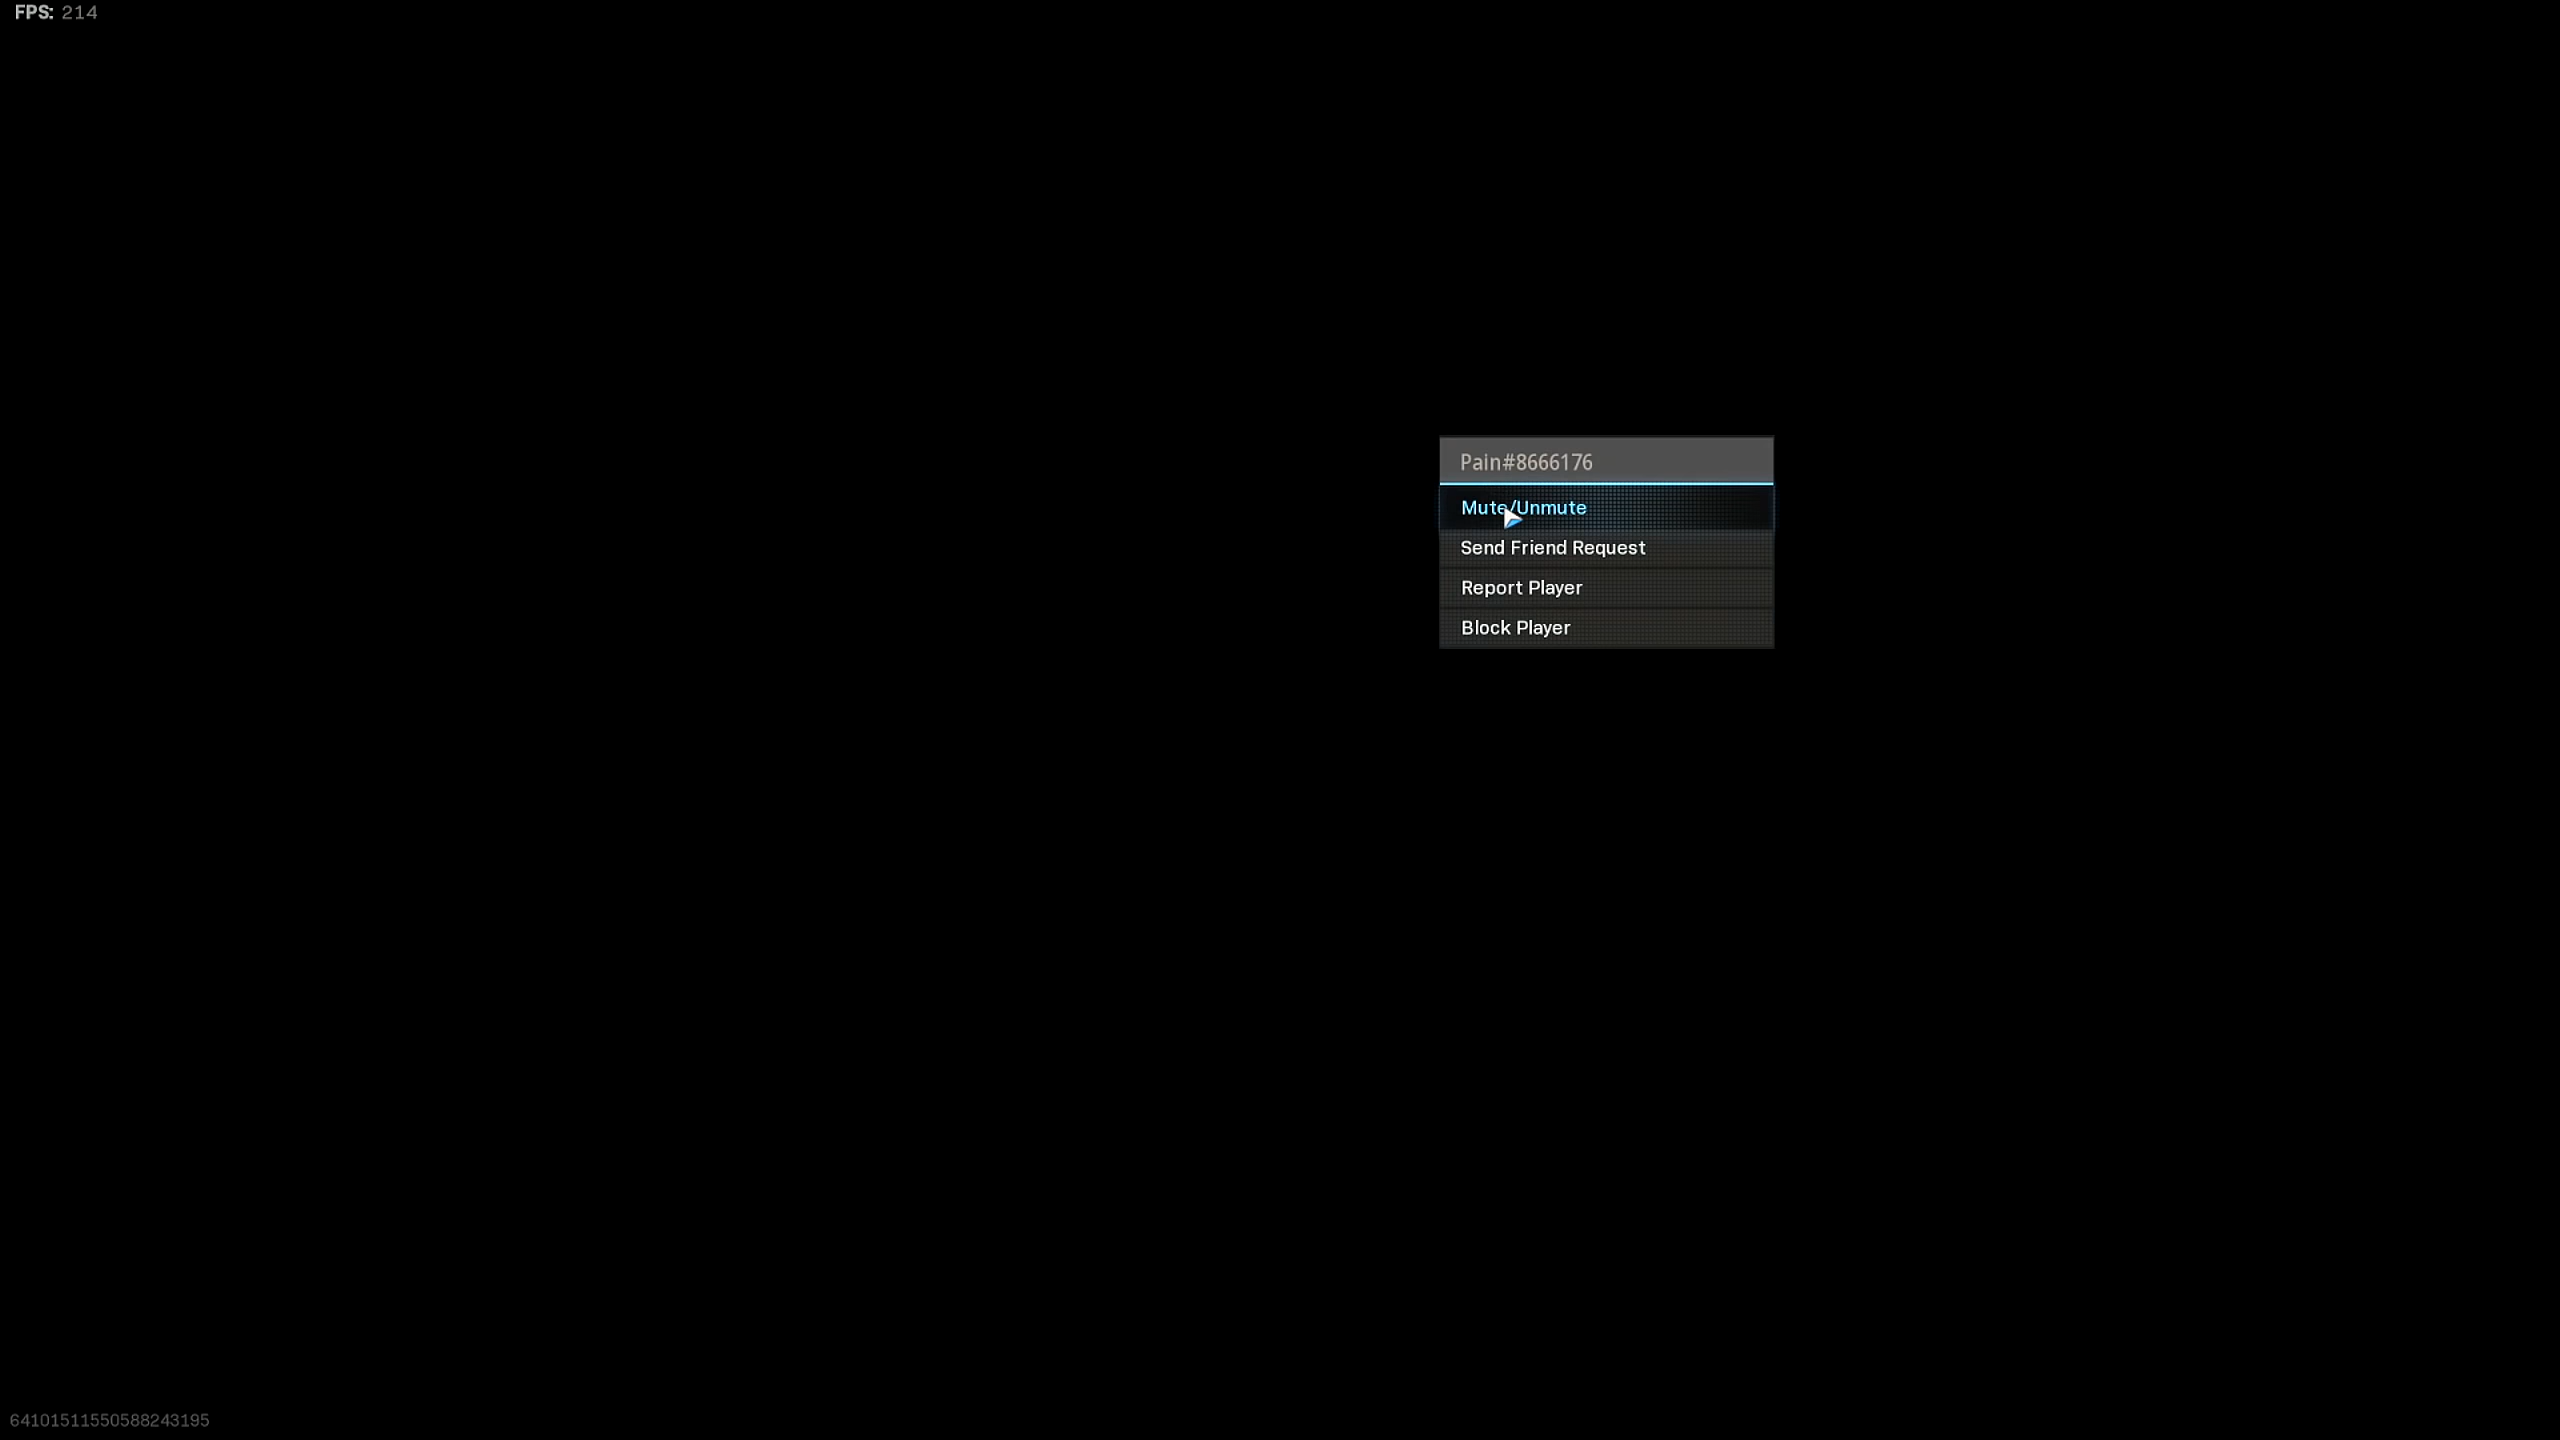 FPS: 214
Pain#8666176
Mute/Unmute
Send Friend Request
Report Player
Block Player
64101511550588243195